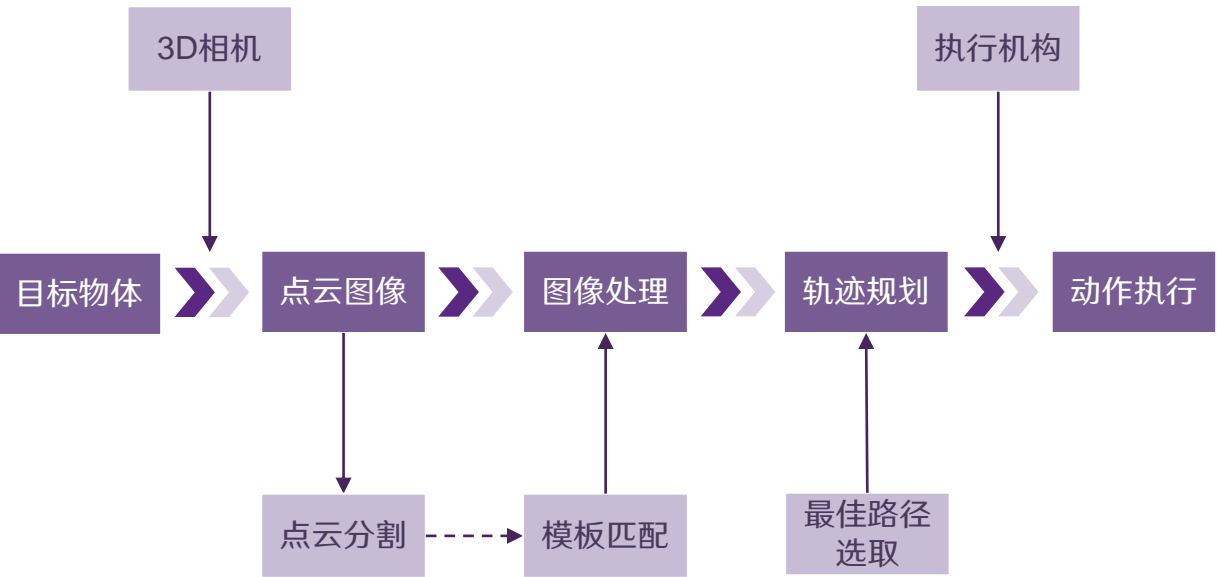 3D相机
执行机构
目标物体
点云图像
图像处理
轨迹规划
动作执行
点云分割
模板匹配
最佳路径
选取